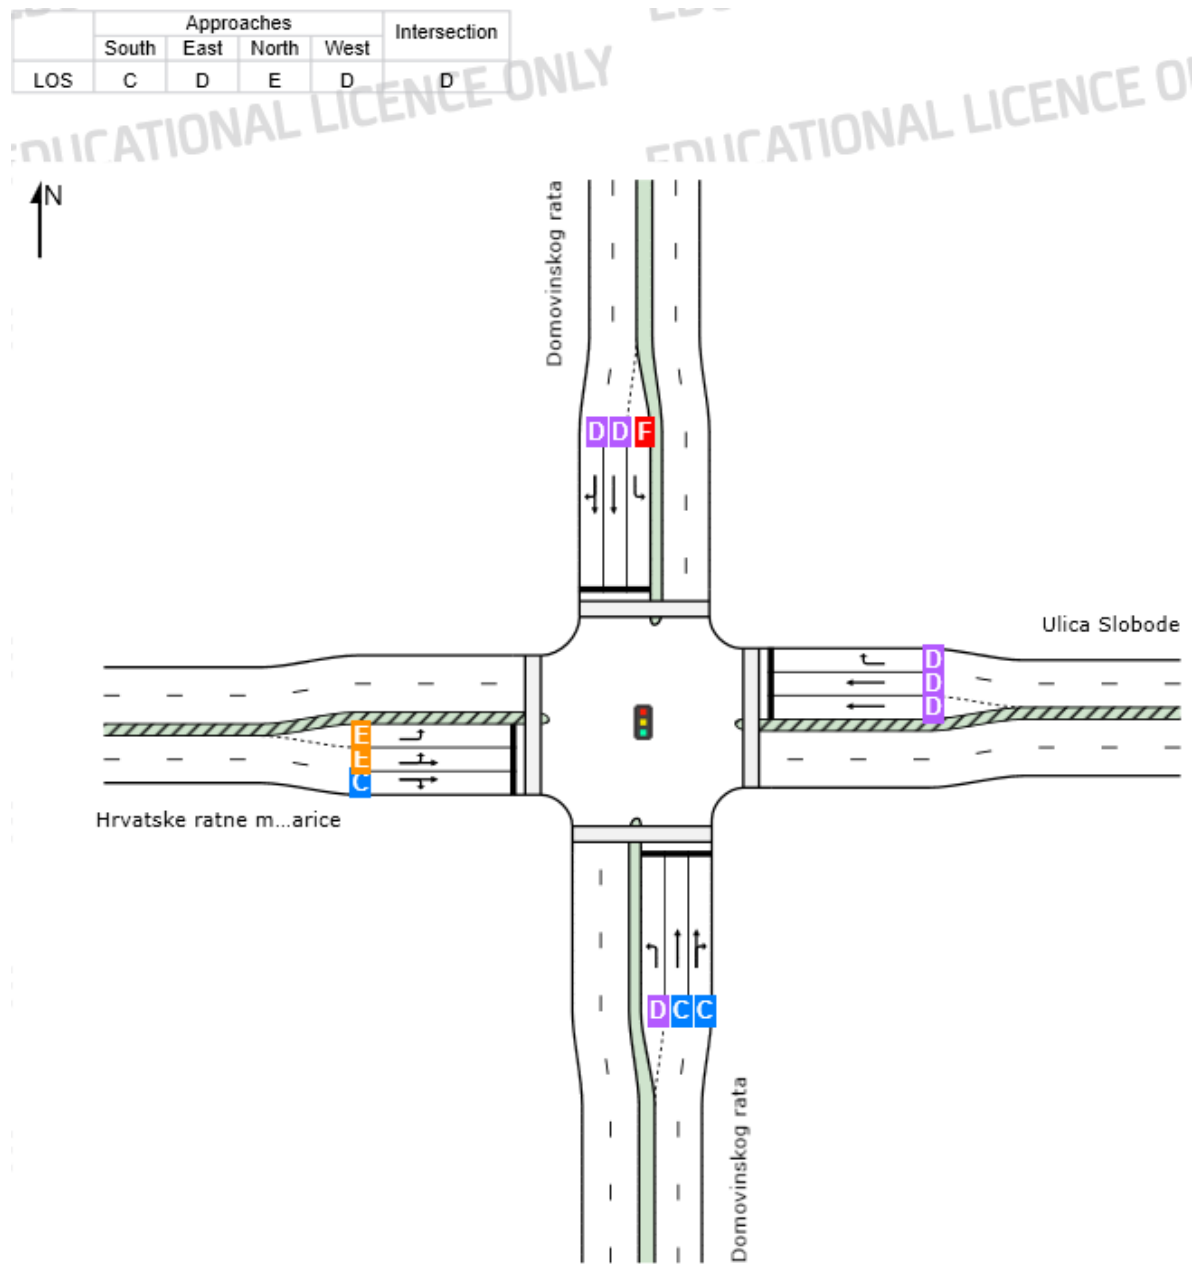 EDUCATIONAL LICENCE ONLY
EDUCATIONAL LICENCE O
Approaches
Intersection
South East North West
LOS C D E D D
N
Domovinskog rata
D D F
Ulica Slobode
D
D
D
E
E
C
Hrvatske ratne m...arice
D C C
Domovinskog rata